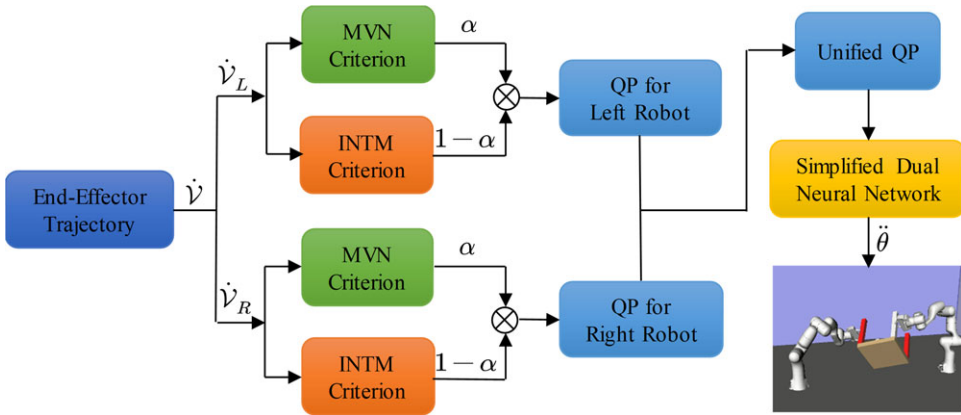 End-Effector
Trajectory
𝒱̇
𝒱̇_L
MVN
Criterion
α
INTM
Criterion
1 − α
QP for
Left Robot
𝒱̇_R
MVN
Criterion
α
INTM
Criterion
1 − α
QP for
Right Robot
Unified QP
Simplified Dual
Neural Network
θ̈